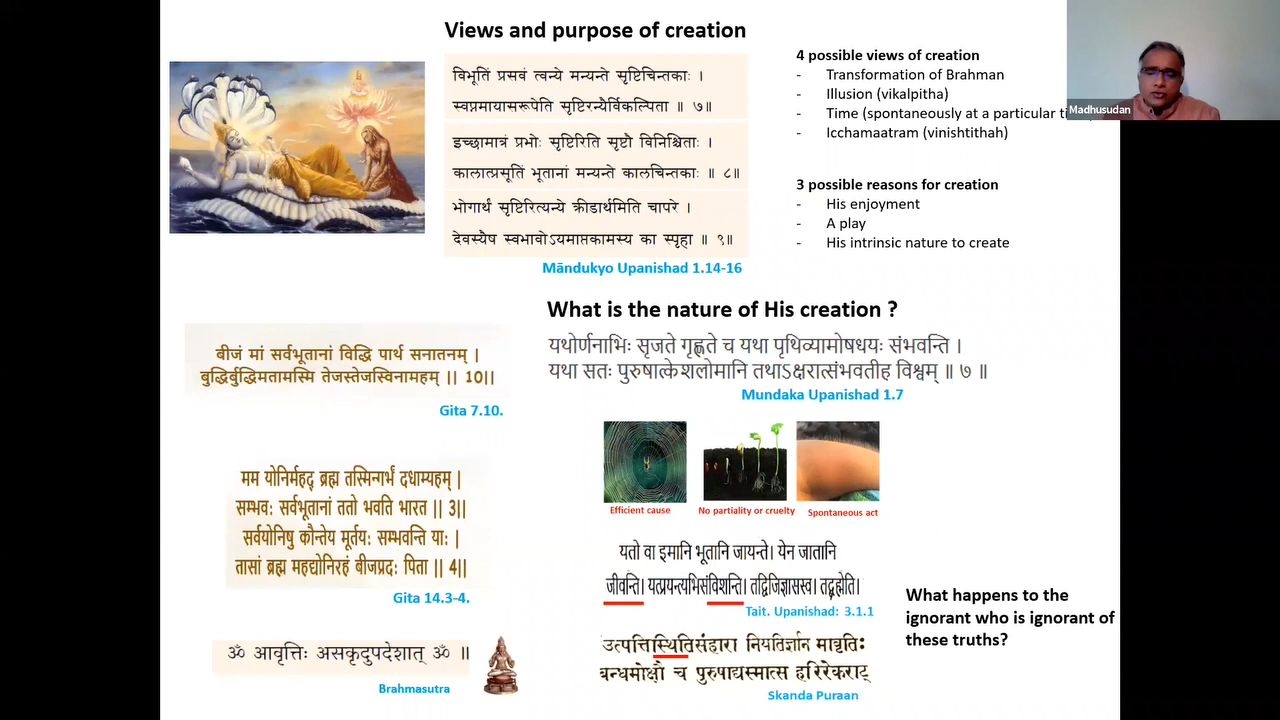 Views and purpose of creation
विभूतिं प्रसवं त्वन्ये मन्यन्ते सृष्टिचिन्तकाः ।
स्वप्नमायासरूपेति सृष्टिरन्यैर्विकल्पिता ॥ ७॥
इच्छामात्रं प्रभोः सृष्टिरिति सृष्टौ विनिश्चिताः ।
कालात्प्रसूतिं भूतानां मन्यन्ते कालचिन्तकाः ॥ ८॥
भोगार्थं सृष्टिरित्यन्ये क्रीडार्थमिति चापरे ।
देवस्यैष स्वभावोऽयमाप्तकामस्य का स्पृहा ॥ ९॥
Māndukyo Upanishad 1.14-16
4 possible views of creation
- Transformation of Brahman
- Illusion (vikalpitha)
- Time (spontaneously at a particular
- Icchamaatram (vinishtithah)
3 possible reasons for creation
- His enjoyment
- A play
- His intrinsic nature to create
Madhusudan
What is the nature of His creation ?
यथोर्णनाभिः सृजते गृह्णते च यथा पृथिव्यामोषधयः संभवन्ति ।
यथा सतः पुरुषात्केशलोमानि तथाऽक्षरात्संभवतीह विश्वम् ॥ ७ ॥
Mundaka Upanishad 1.7
बीजं मां सर्वभूतानां विद्धि पार्थ सनातनम् |
बुद्धिर्बुद्धिमतामस्मि तेजस्तेजस्विनामहम् || 10||
Gita 7.10.
Efficient cause
No partiality or cruelty
Spontaneous act
मम योनिर्महद् ब्रह्म तस्मिन्गर्भं दधाम्यहम् |
सम्भव: सर्वभूतानां ततो भवति भारत || 3||
सर्वयोनिषु कौन्तेय मूर्तय: सम्भवन्ति या: |
तासां ब्रह्म महद्योनिरहं बीजप्रद: पिता || 4||
Gita 14.3-4.
यतो वा इमानि भूतानि जायन्ते। येन जातानि
जीवन्ति। यत्प्रयन्त्यभिसंविशन्ति। तद्विजिज्ञासस्व। तद्ब्रह्मेति।
Tait. Upanishad: 3.1.1
What happens to the
ignorant who is ignorant of
these truths?
उत्पत्तिस्थितिसंहारा नियतिर्ज्ञान मावृतिः
बन्धमोक्षौ च पुरुषाद्यस्मात्स हरिरेकराट्
Skanda Puraan
ॐ आवृत्तिः असकृदुपदेशात् ॐ ॥
Brahmasutra